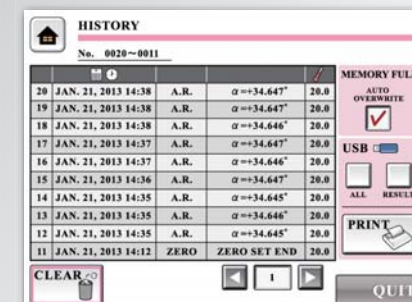 HISTORY
No. 0020~0011
MEMORY FUL
20 JAN. 21, 2013 14:38 A.R. α=+34.647° 20.0
AUTO
OVERWRITE
19 JAN. 21, 2013 14:38 A.R. α=+34.647° 20.0
18 JAN. 21, 2013 14:38 A.R. α=+34.646° 20.0
17 JAN. 21, 2013 14:37 A.R. α=+34.647° 20.0
USB
16 JAN. 21, 2013 14:37 A.R. α=+34.646° 20.0
15 JAN. 21, 2013 14:36 A.R. α=+34.647° 20.0
14 JAN. 21, 2013 14:35 A.R. α=+34.645° 20.0
ALL RESUL
13 JAN. 21, 2013 14:35 A.R. α=+34.646° 20.0
12 JAN. 21, 2013 14:35 A.R. α=+34.645° 20.0
PRINT
11 JAN. 21, 2013 14:12 ZERO ZERO SET END 20.0
CLEAR
1
QUIT